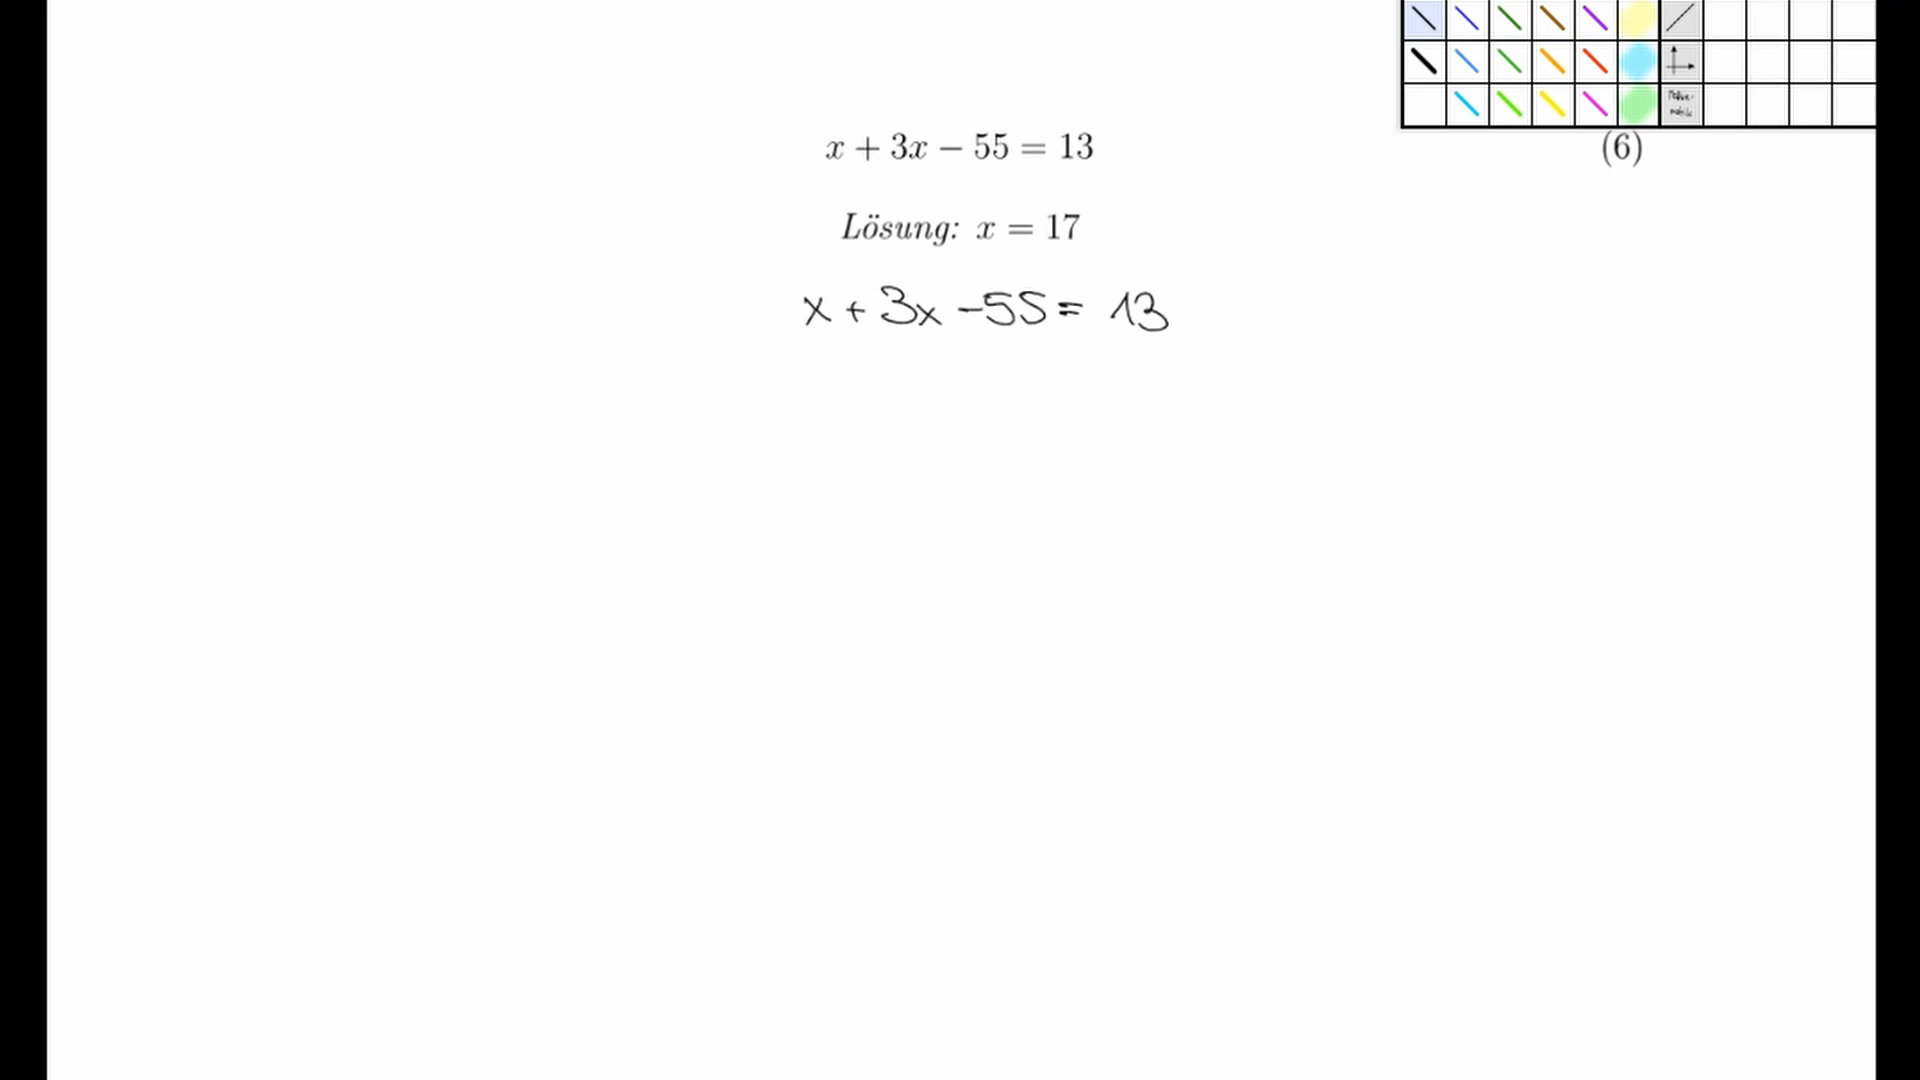 x + 3x − 55 = 13
(6)
Lösung: x = 17
x + 3x − 55 = 13